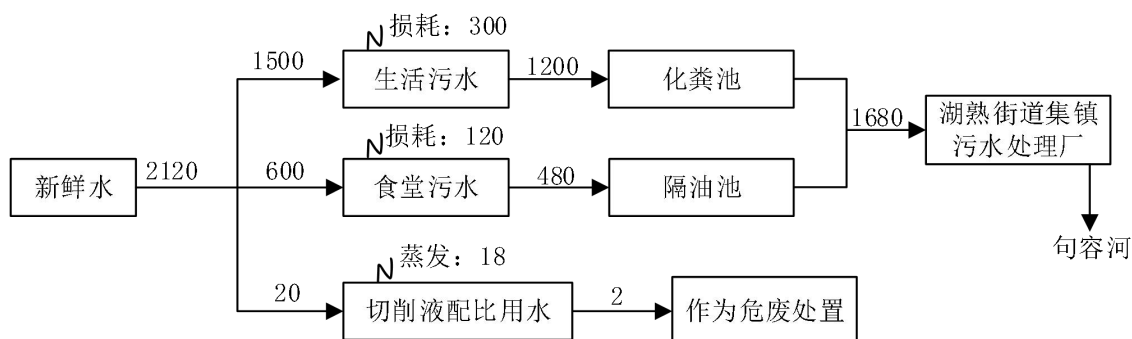 损耗：300
1500
生活污水
1200
化粪池
1680
湖熟街道集镇
污水处理厂
损耗：120
新鲜水
2120
600
食堂污水
480
隔油池
句容河
蒸发：18
20
切削液配比用水
2
作为危废处置